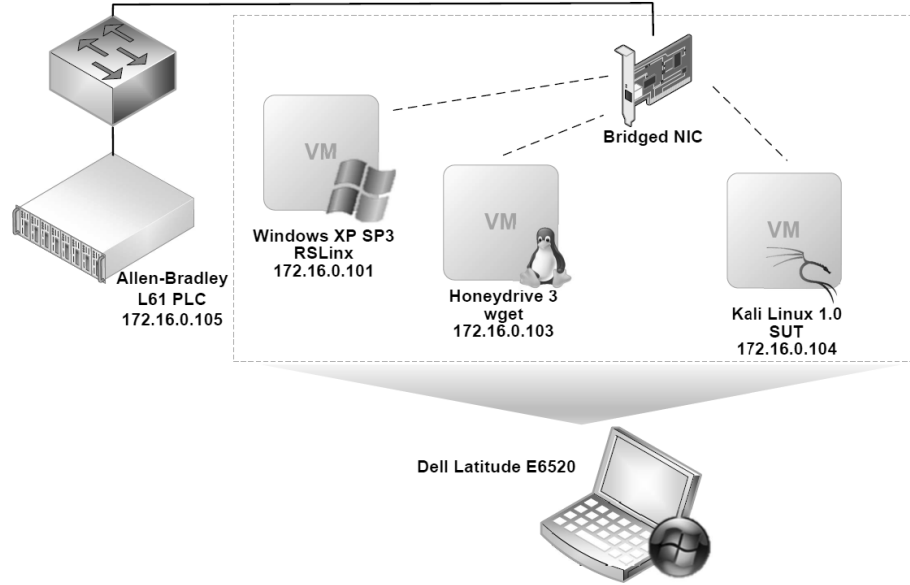 Bridged NIC
VM
Windows XP SP3
RSLinx
172.16.0.101
VM
Honeydrive 3
wget
172.16.0.103
VM
Kali Linux 1.0
SUT
172.16.0.104
Allen-Bradley
L61 PLC
172.16.0.105
Dell Latitude E6520